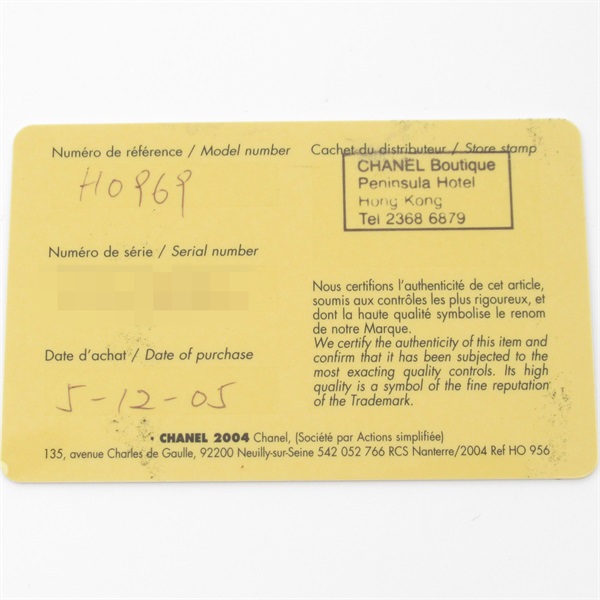 Numéro de référence / Model number
H0969
Cachet du distributeur / Store stamp
CHANEL Boutique
Peninsula Hotel
Hong Kong
Tel 2368 6879
Numéro de série / Serial number
Nous certifions l'authenticité de cet article,
soumis aux contrôles les plus rigoureux, et
dont la haute qualité symbolise le renom
de notre Marque.
We certify the authenticity of this item and
confirm that it has been subjected to the
most exacting quality controls. Its high
quality is a symbol of the fine reputation
of the Trademark.
Date d'achat / Date of purchase
5-12-05
• CHANEL 2004 Chanel, (Société par Actions simplifiée)
135, avenue Charles de Gaulle, 92200 Neuilly-sur-Seine 542 052 766 RCS Nanterre/2004 Ref HO 956